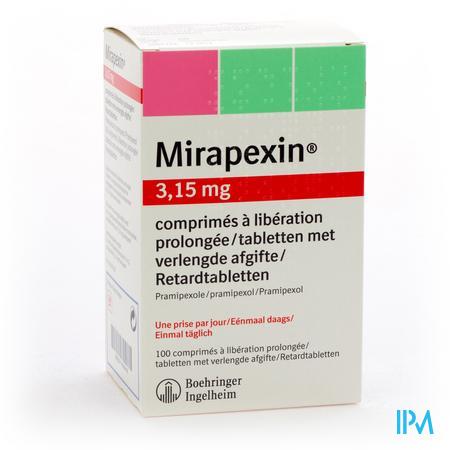 Mirapexin®
3,15 mg
comprimés à libération
prolongée/tabletten met
verlengde afgifte/
Retardtabletten
Pramipexole/pramipexol/Pramipexol
Une prise par jour/Eénmaal daags/
Einmal täglich
100 comprimés à libération prolongée/
tabletten met verlengde afgifte/Retardtabletten
Boehringer
Ingelheim
IPM